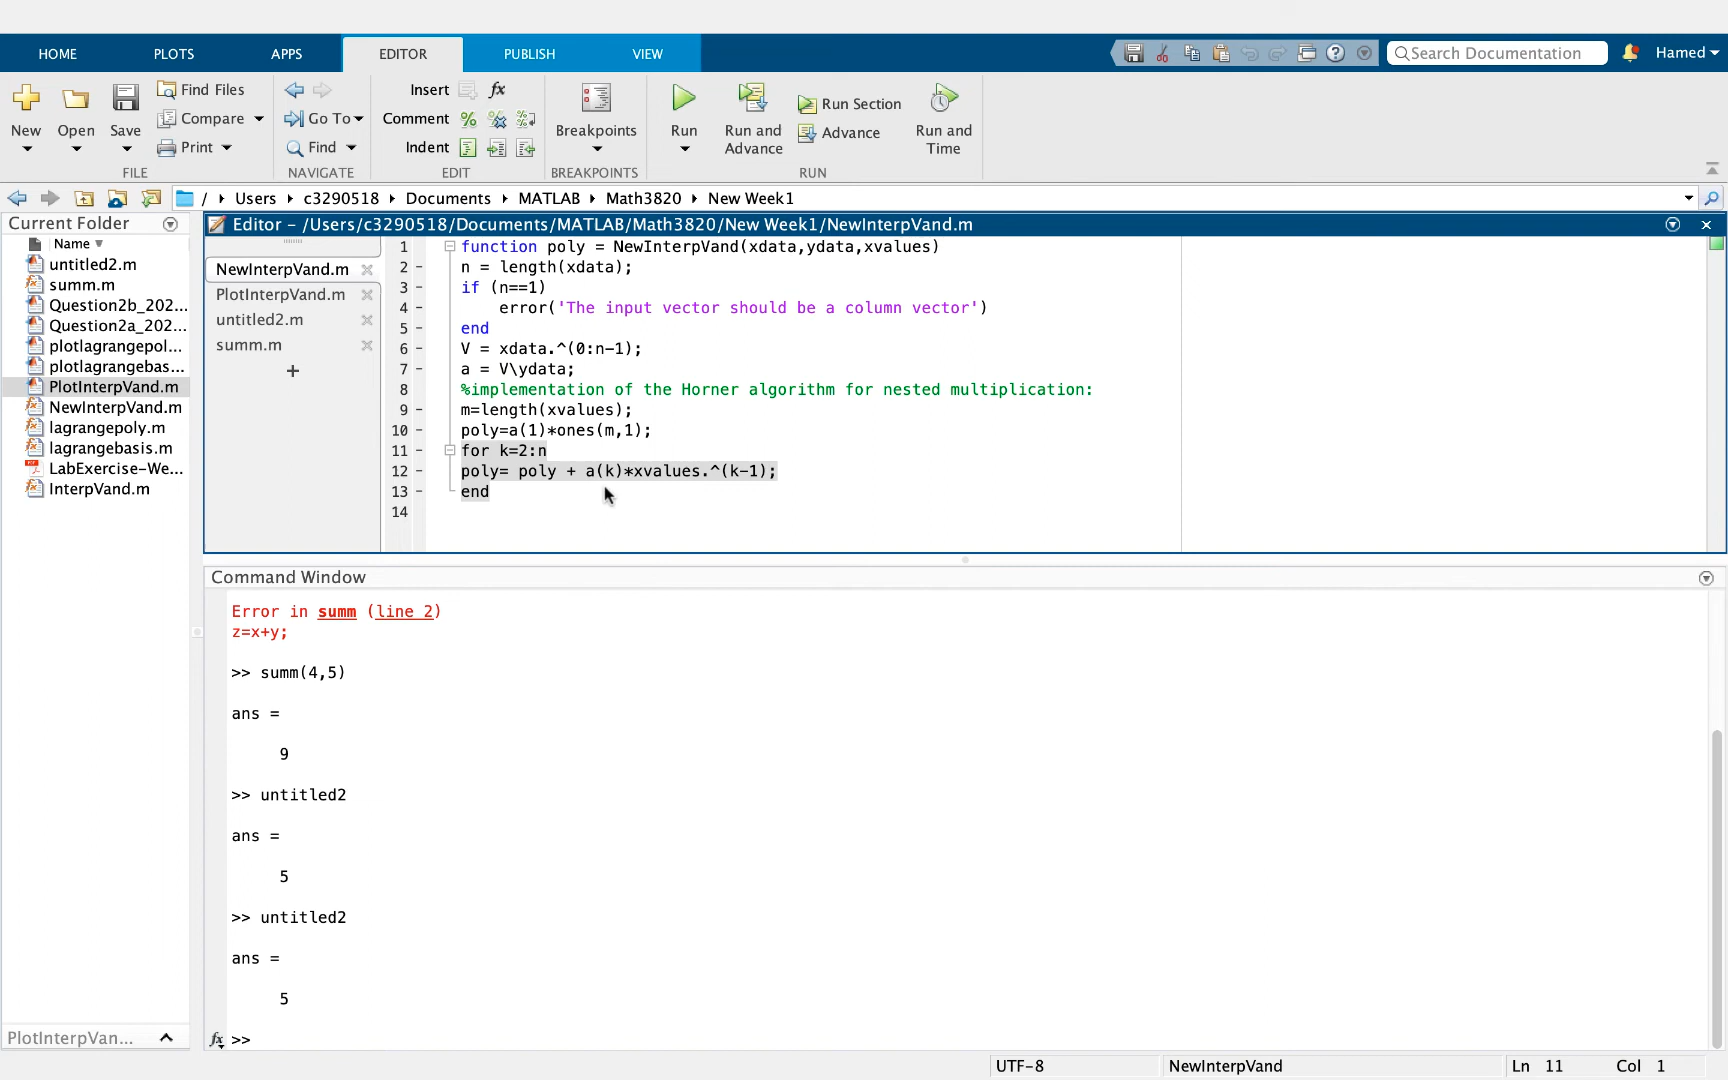 HOME PLOTS APPS EDITOR PUBLISH VIEW Search Documentation Hamed
Find Files Insert fx
New Open Save Compare Go To Comment Breakpoints Run Run and Advance Run Section Advance Run and Time
Print Find Indent
FILE NAVIGATE EDIT BREAKPOINTS RUN
/ Users c3290518 Documents MATLAB Math3820 New Week1
Current Folder
Name
untitled2.m
summ.m
Question2b_202...
Question2a_202...
plotlagrangepol...
plotlagrangebas...
PlotInterpVand.m
NewInterpVand.m
lagrangepoly.m
lagrangebasis.m
LabExercise-We...
InterpVand.m
PlotInterpVan...
Editor - /Users/c3290518/Documents/MATLAB/Math3820/New Week1/NewInterpVand.m
NewInterpVand.m
PlotInterpVand.m
untitled2.m
summ.m
+
1 function poly = NewInterpVand(xdata,ydata,xvalues)
2 - n = length(xdata);
3 - if (n==1)
4 - error('The input vector should be a column vector')
5 - end
6 - V = xdata.^(0:n-1);
7 - a = V\ydata;
8 %implementation of the Horner algorithm for nested multiplication:
9 - m=length(xvalues);
10 - poly=a(1)*ones(m,1);
11 - for k=2:n
12 - poly= poly + a(k)*xvalues.^(k-1);
13 - end
14
Command Window
Error in summ (line 2)
z=x+y;
>> summ(4,5)
ans =
9
>> untitled2
ans =
5
>> untitled2
ans =
5
fx >>
UTF-8 NewInterpVand Ln 11 Col 1